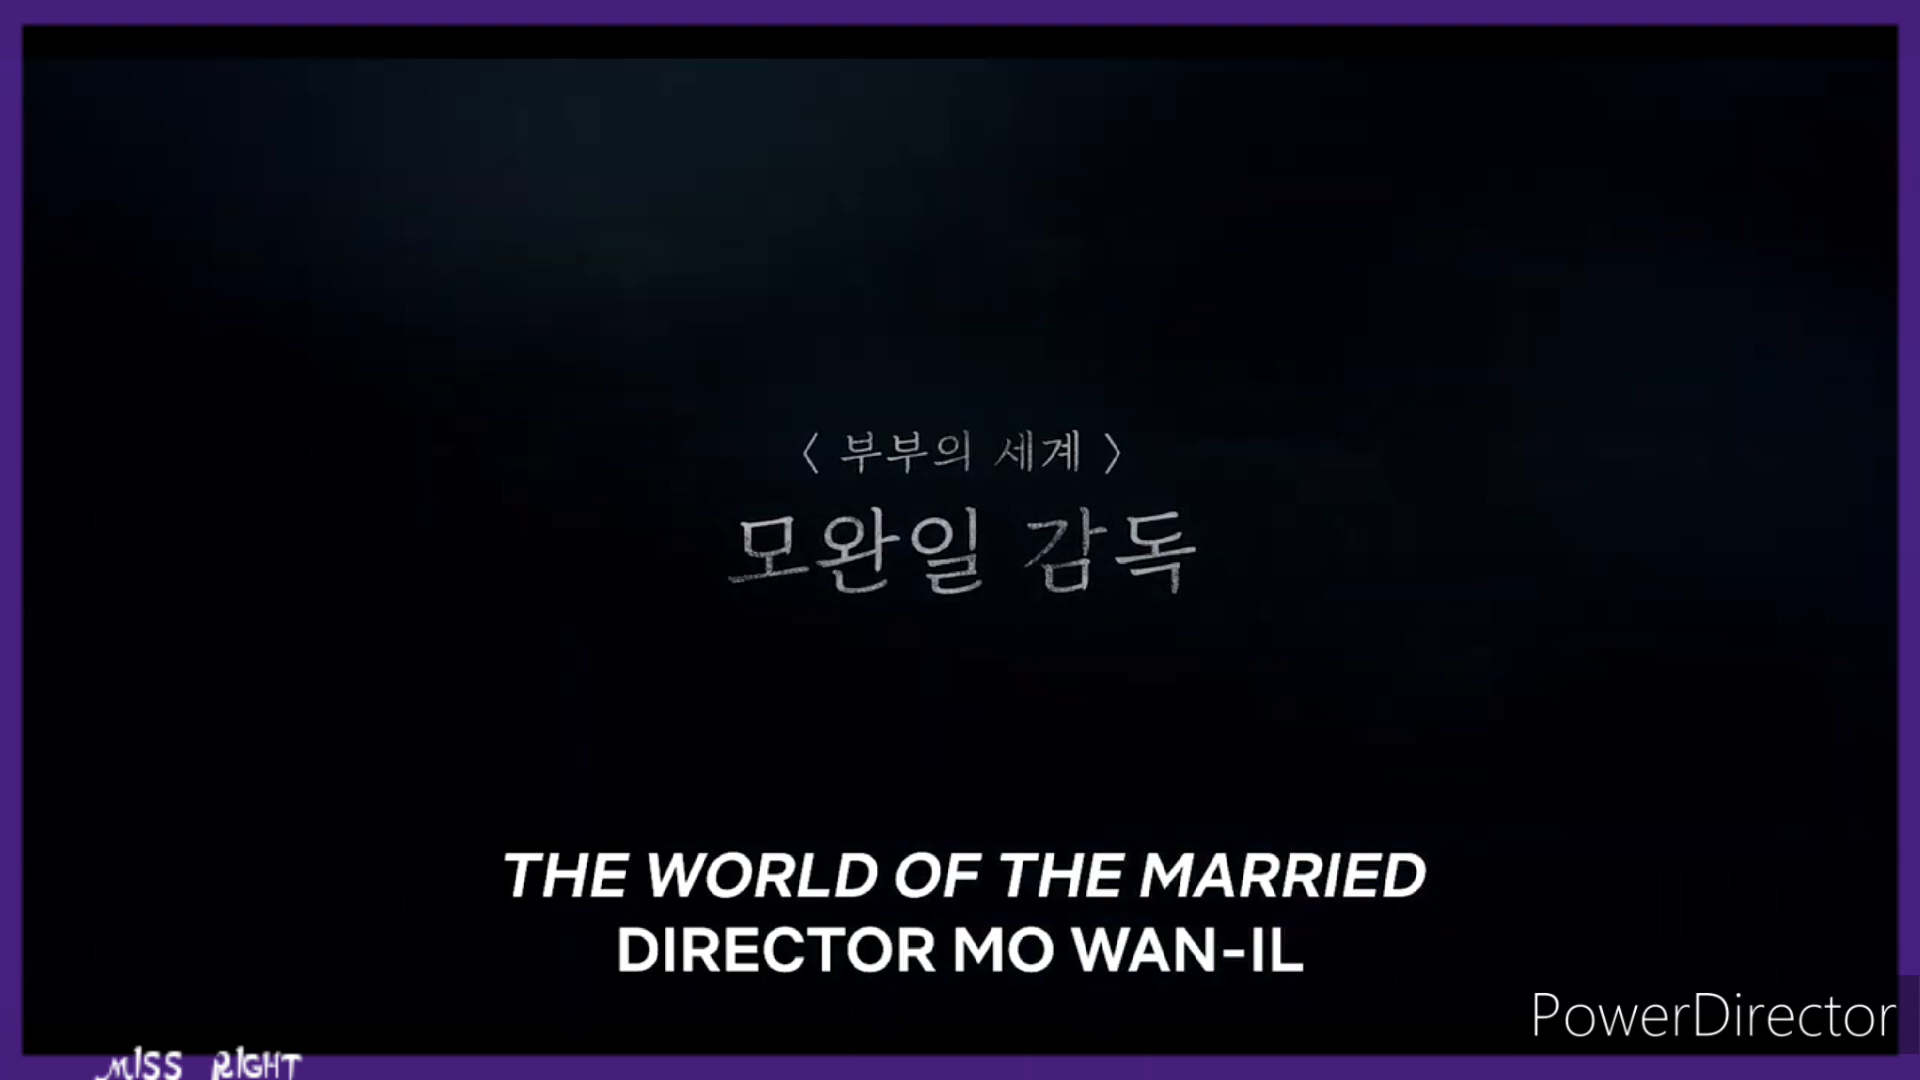 〈 부부의 세계 〉
모완일 감독
THE WORLD OF THE MARRIED
DIRECTOR MO WAN-IL
PowerDirector
MISS RIGHT